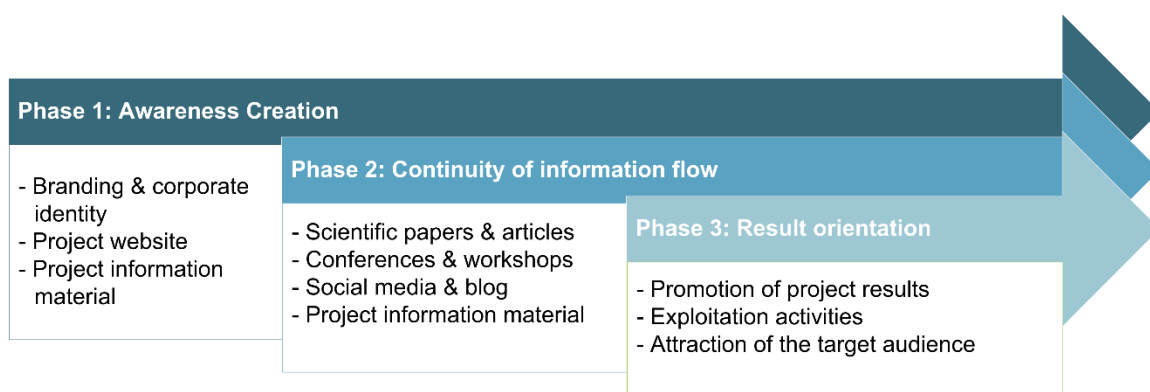 Phase 1: Awareness Creation
- Branding & corporate
identity
- Project website
- Project information
material
Phase 2: Continuity of information flow
- Scientific papers & articles
- Conferences & workshops
- Social media & blog
- Project information material
Phase 3: Result orientation
- Promotion of project results
- Exploitation activities
- Attraction of the target audience